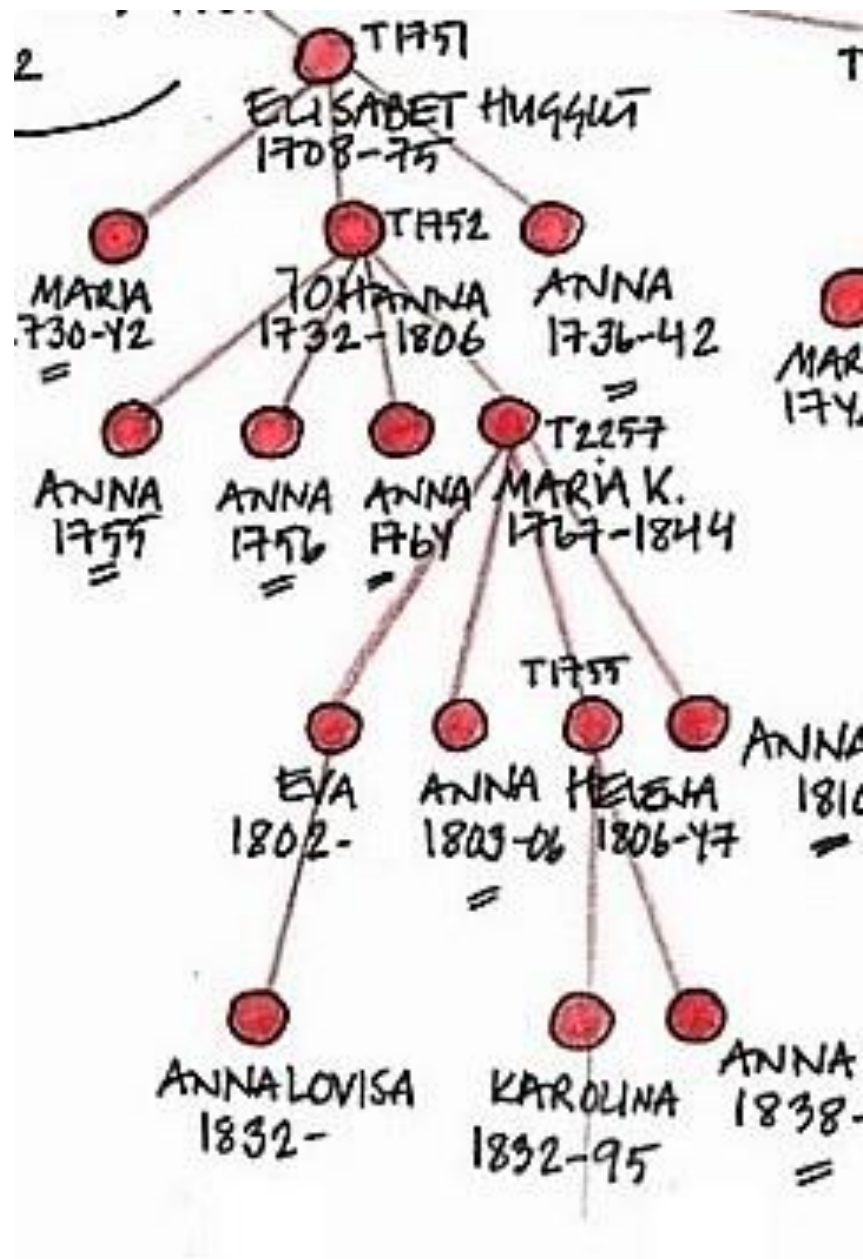 2
T1751
T
ELISABET HUGGUT
1708-75
T1752
MARIA
1730-42
JOHANNA
1732-1806
ANNA
1736-42
MAR
174
T2257
ANNA
1755
ANNA
1756
ANNA
1764
MARIA K.
1767-1844
T1755
EVA
1802-
ANNA
1803-06
HELENA
1806-47
ANNA
1810
ANNALOVISA
1832-
KAROLINA
1832-95
ANNA
1838-